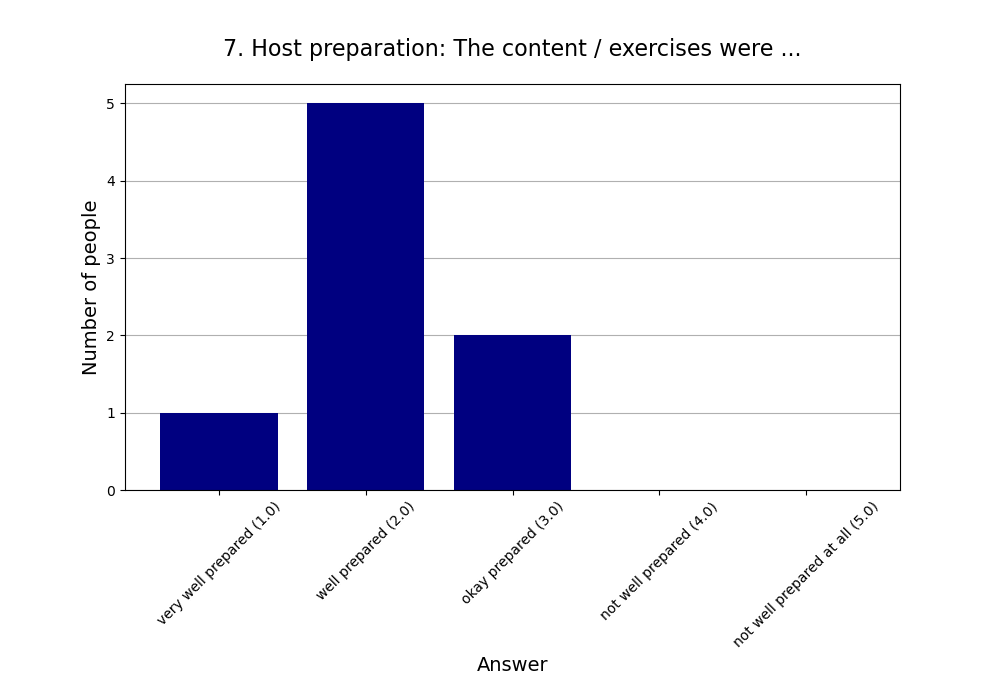 7. Host preparation: The content / exercises were ...
Number of people
5
4
3
2
1
0
very well prepared (1.0)
well prepared (2.0)
okay prepared (3.0)
not well prepared (4.0)
not well prepared at all (5.0)
Answer